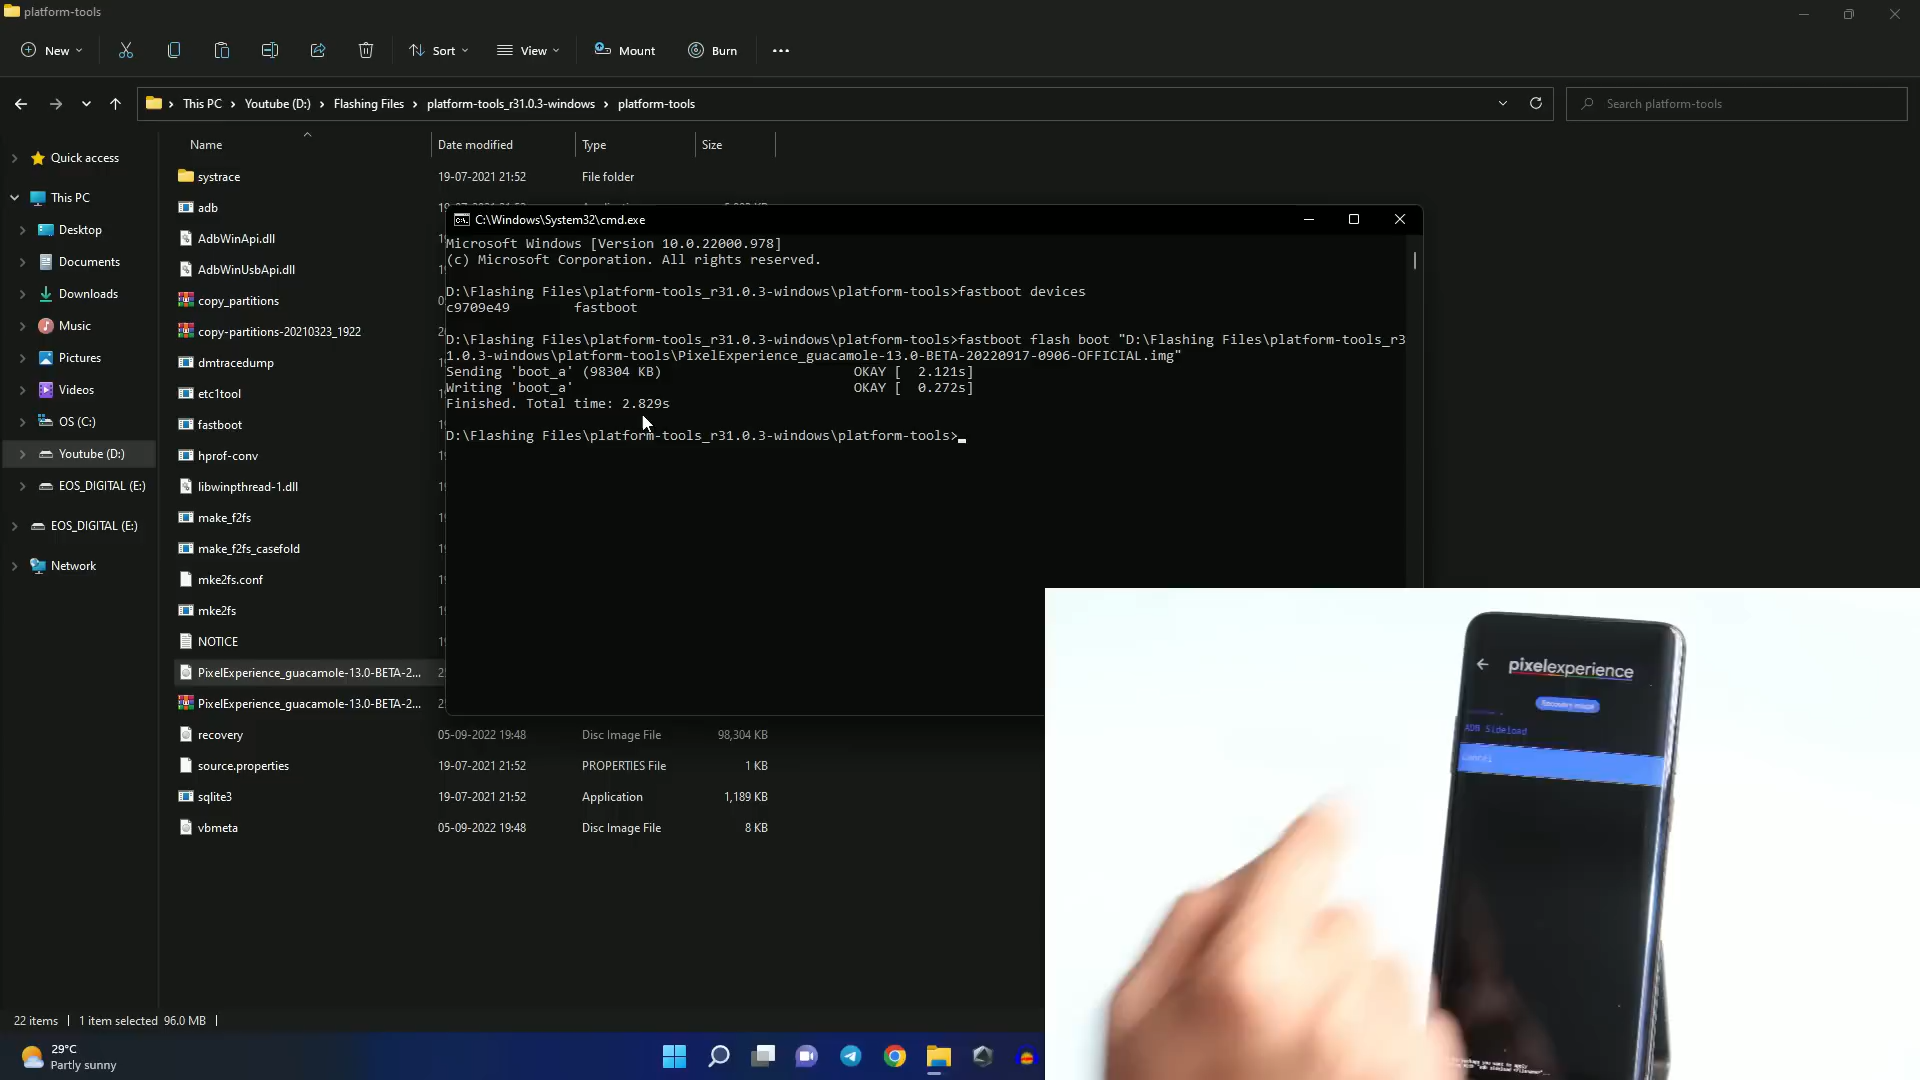 platform-tools
New
Sort
View
Mount
Burn
This PC
Youtube (D:)
Flashing Files
platform-tools_r31.0.3-windows
platform-tools
Search platform-tools
Name
Date modified
Type
Size
Quick access
This PC
Desktop
Documents
Downloads
Music
Pictures
Videos
OS (C:)
Youtube (D:)
EOS_DIGITAL (E:)
EOS_DIGITAL (E:)
Network
systrace 19-07-2021 21:52 File folder
adb
AdbWinApi.dll
AdbWinUsbApi.dll
copy_partitions
copy-partitions-20210323_1922
dmtracedump
etc1tool
fastboot
hprof-conv
libwinpthread-1.dll
make_f2fs
make_f2fs_casefold
mke2fs.conf
mke2fs
NOTICE
PixelExperience_guacamole-13.0-BETA-2...
PixelExperience_guacamole-13.0-BETA-2...
recovery 05-09-2022 19:48 Disc Image File 98,304 KB
source.properties 19-07-2021 21:52 PROPERTIES File 1 KB
sqlite3 19-07-2021 21:52 Application 1,189 KB
vbmeta 05-09-2022 19:48 Disc Image File 8 KB
C:\Windows\System32\cmd.exe
Microsoft Windows [Version 10.0.22000.978]
(c) Microsoft Corporation. All rights reserved.
D:\Flashing Files\platform-tools_r31.0.3-windows\platform-tools>fastboot devices
c9709e49 fastboot
D:\Flashing Files\platform-tools_r31.0.3-windows\platform-tools>fastboot flash boot "D:\Flashing Files\platform-tools_r3
1.0.3-windows\platform-tools\PixelExperience_guacamole-13.0-BETA-20220917-0906-OFFICIAL.img"
Sending 'boot_a' (98304 KB) OKAY [ 2.121s]
Writing 'boot_a' OKAY [ 0.272s]
Finished. Total time: 2.829s
D:\Flashing Files\platform-tools_r31.0.3-windows\platform-tools>
pixelexperience
Recovery mode
ADB Sideload
Cancel
22 items
1 item selected 96.0 MB
29°C
Partly sunny